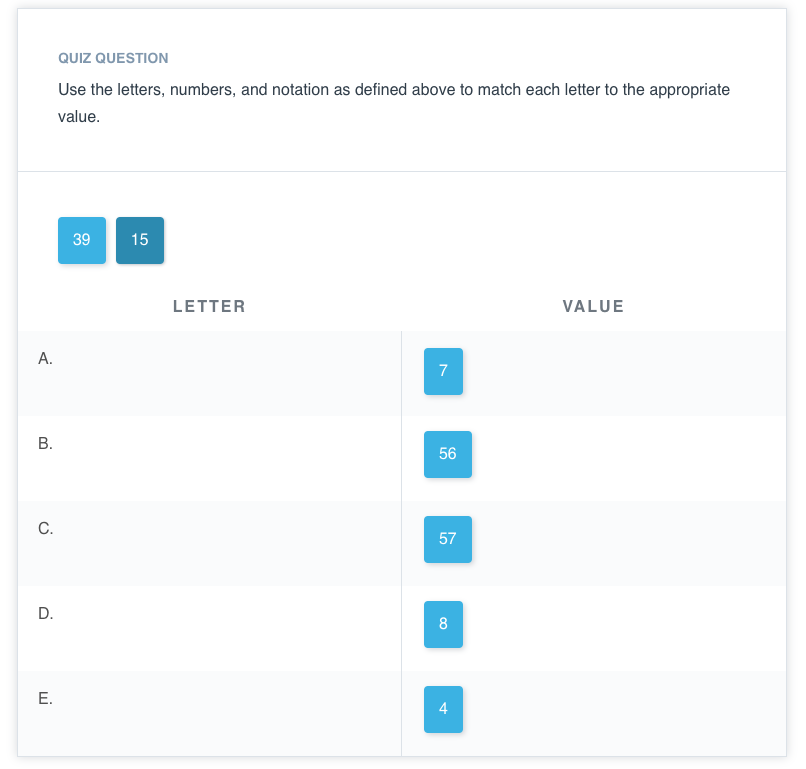 QUIZ QUESTION
Use the letters, numbers, and notation as defined above to match each letter to the appropriate
value.
39 15
LETTER VALUE
A. 7
B. 56
C. 57
D. 8
E. 4